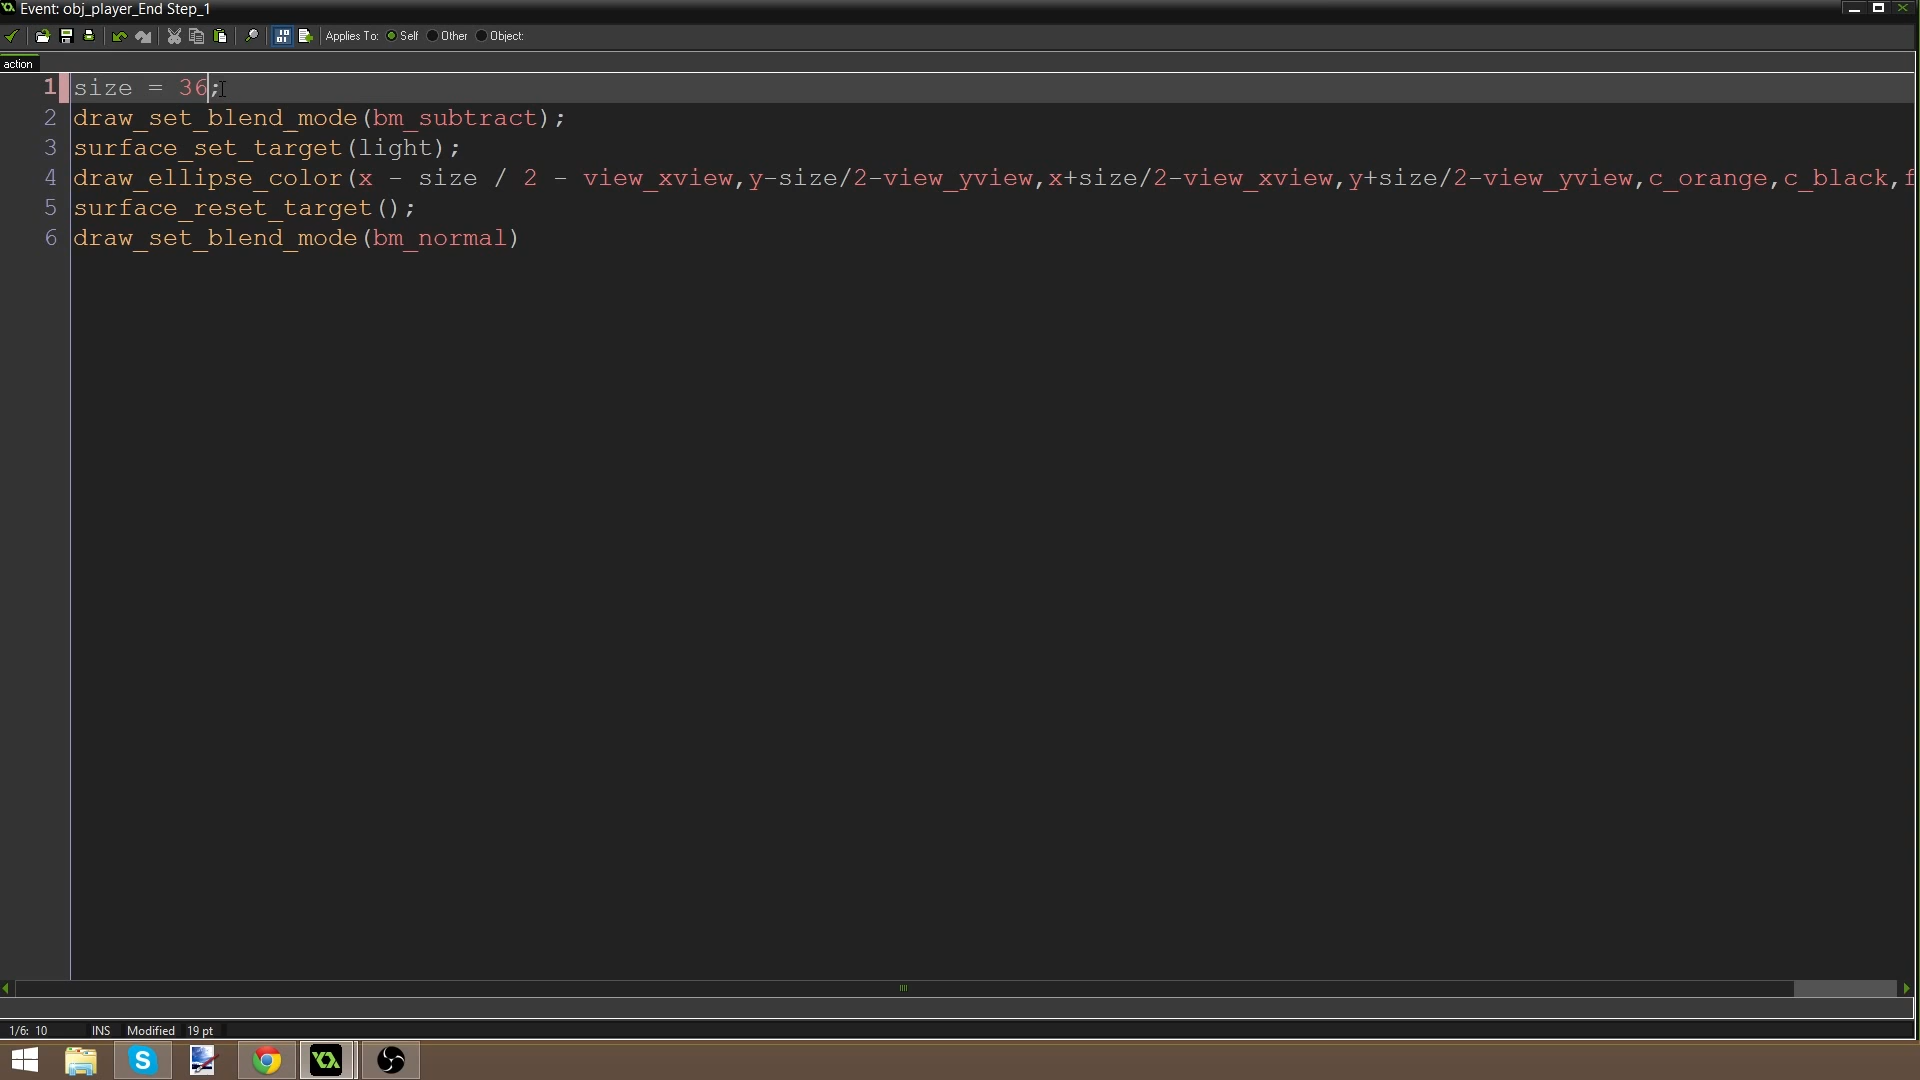 Event: obj_player_End Step_1
Applies To: Self Other Object:
action
1 size = 36;
2 draw_set_blend_mode(bm_subtract);
3 surface_set_target(light);
4 draw_ellipse_color(x - size / 2 - view_xview,y-size/2-view_yview,x+size/2-view_xview,y+size/2-view_yview,c_orange,c_black,f
5 surface_reset_target();
6 draw_set_blend_mode(bm_normal)
1/6: 10 INS Modified 19 pt